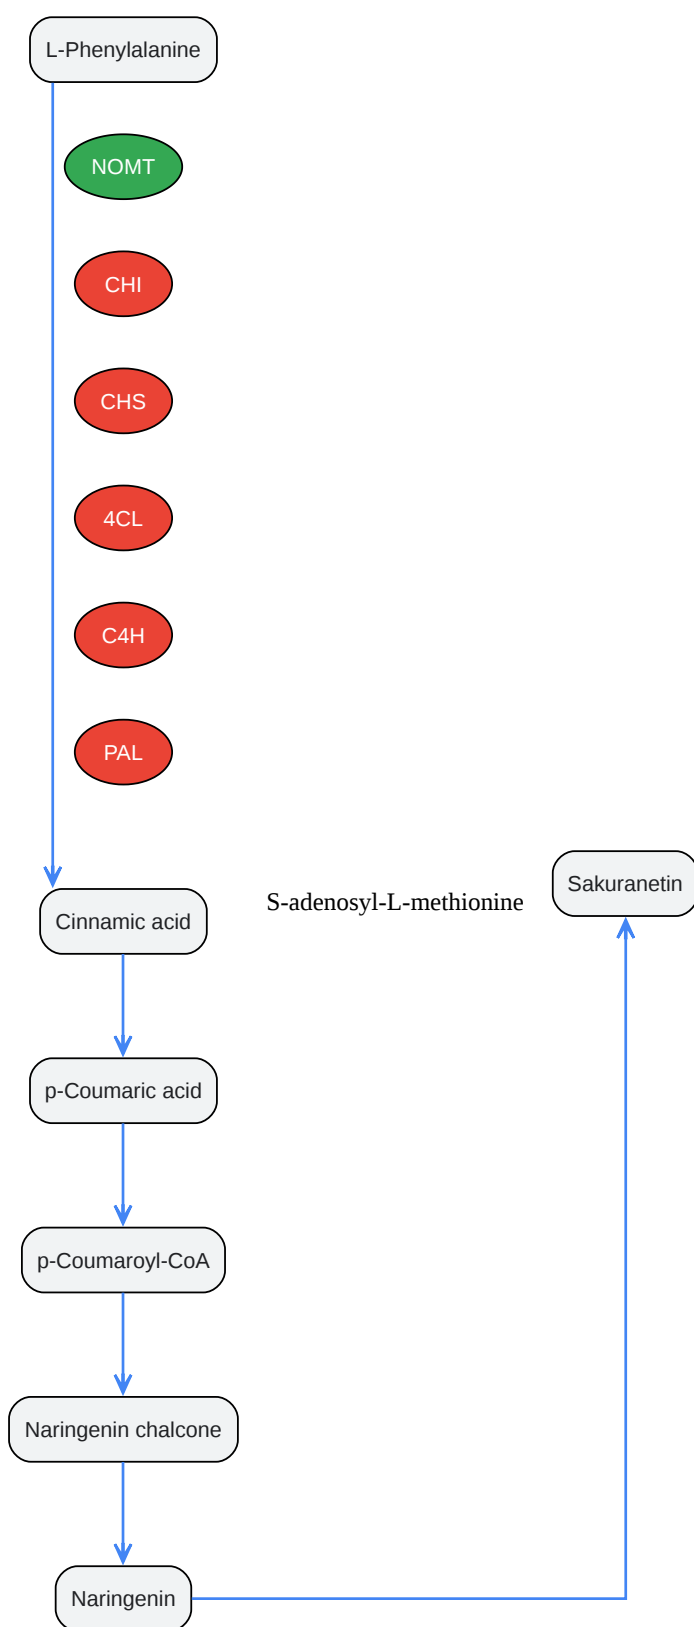 L-Phenylalanine
NOMT
CHI
CHS
4CL
C4H
PAL
Cinnamic acid
S-adenosyl-L-methionine
Sakuranetin
p-Coumaric acid
p-Coumaroyl-CoA
Naringenin chalcone
Naringenin